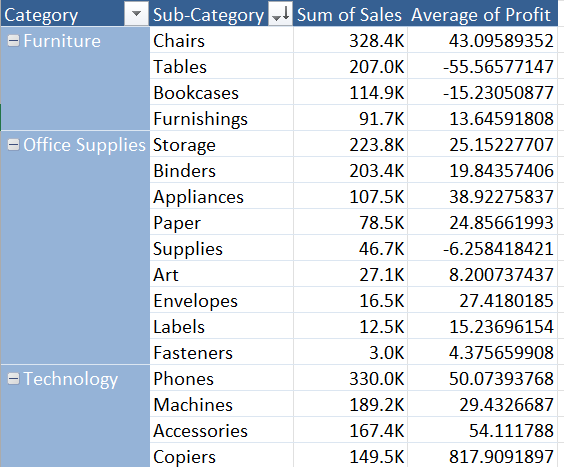 Category Sub-Category Sum of Sales Average of Profit
Furniture Chairs 328.4K 43.09589352
Tables 207.0K -55.56577147
Bookcases 114.9K -15.23050877
Furnishings 91.7K 13.64591808
Office Supplies Storage 223.8K 25.15227707
Binders 203.4K 19.84357406
Appliances 107.5K 38.92275837
Paper 78.5K 24.85661993
Supplies 46.7K -6.258418421
Art 27.1K 8.200737437
Envelopes 16.5K 27.4180185
Labels 12.5K 15.23696154
Fasteners 3.0K 4.375659908
Technology Phones 330.0K 50.07393768
Machines 189.2K 29.4326687
Accessories 167.4K 54.111788
Copiers 149.5K 817.9091897